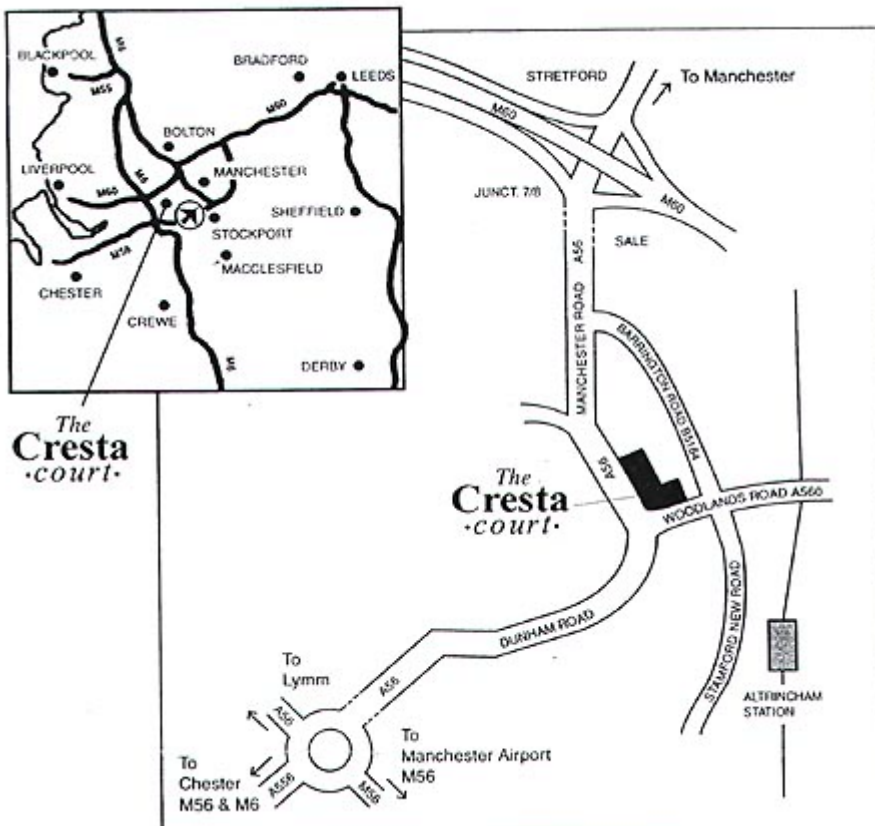 M6
BLACKPOOL
M55
BRADFORD
LEEDS
M60
BOLTON
LIVERPOOL
M6
MANCHESTER
M60
SHEFFIELD
STOCKPORT
M56
MACCLESFIELD
CHESTER
CREWE
M6
DERBY
The
Cresta
•court•
STRETFORD
To Manchester
M60
JUNCT. 7/8
M60
SALE
MANCHESTER ROAD A56
BARRINGTON ROAD B5164
A56
The
Cresta
•court•
WOODLANDS ROAD A560
DUNHAM ROAD
STAMFORD NEW ROAD
ALTRINCHAM
STATION
To
Lymm
A56
A56
To
Manchester Airport
M56
To
Chester
M56 & M6
A556
M56